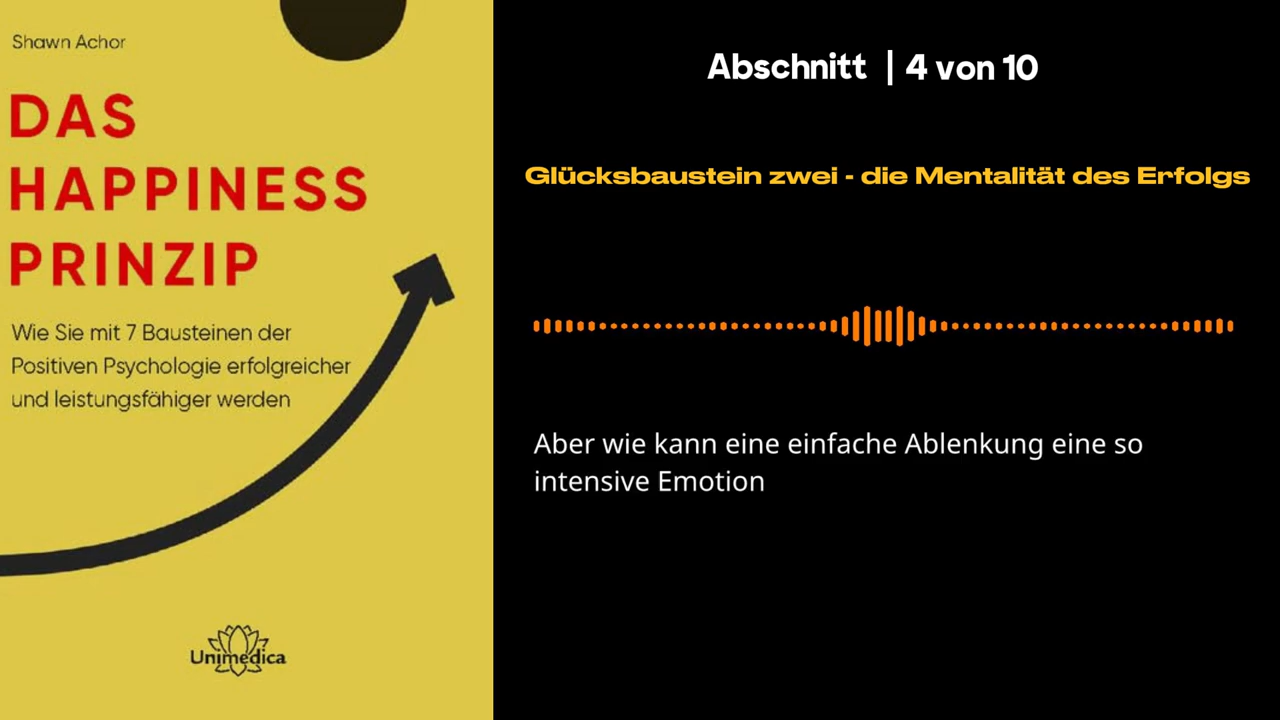 Shawn Achor
DAS
HAPPINESS
PRINZIP
Wie Sie mit 7 Bausteinen der
Positiven Psychologie erfolgreicher
und leistungsfähiger werden
Unimedica
Abschnitt | 4 von 10
Glücksbaustein zwei - die Mentalität des Erfolgs
Aber wie kann eine einfache Ablenkung eine so
intensive Emotion